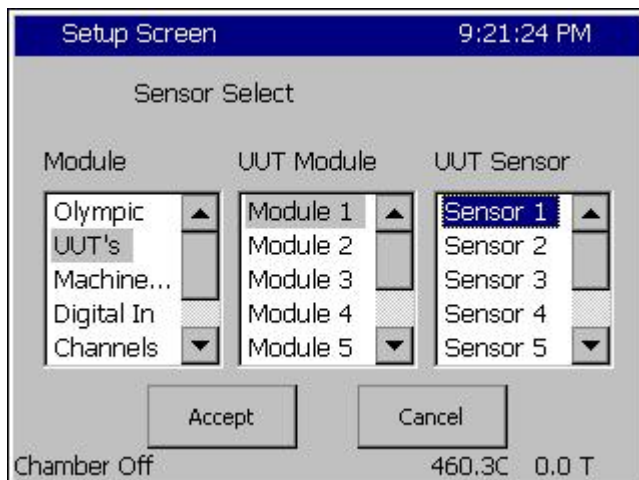 Setup Screen 9:21:24 PM
Sensor Select
Module UUT Module UUT Sensor
Olympic Module 1 Sensor 1
UUT's Module 2 Sensor 2
Machine... Module 3 Sensor 3
Digital In Module 4 Sensor 4
Channels Module 5 Sensor 5
Accept Cancel
Chamber Off 460.3C 0.0 T